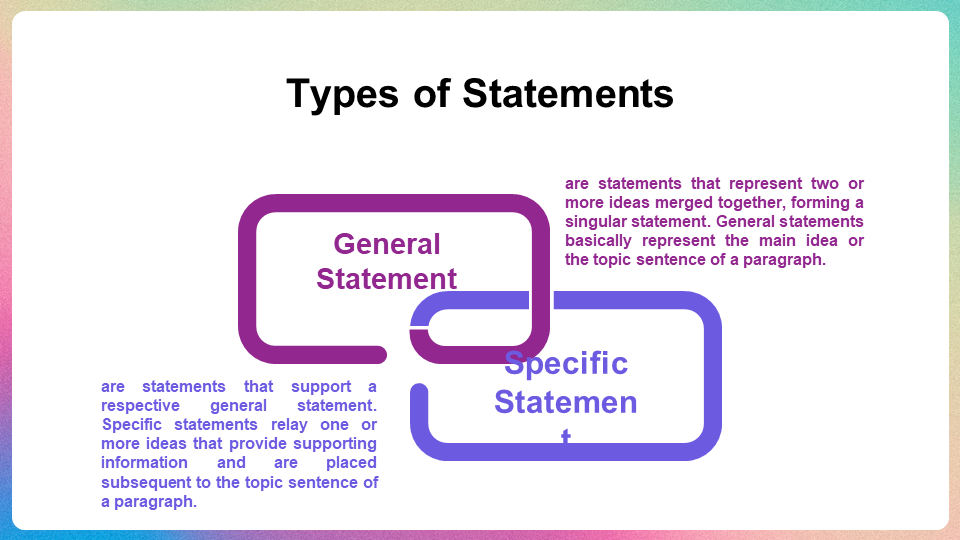 Types of Statements
General
Statement
are statements that represent two or
more ideas merged together, forming a
singular statement. General statements
basically represent the main idea or
the topic sentence of a paragraph.
Specific
Statemen
t
are statements that support a
respective general statement.
Specific statements relay one or
more ideas that provide supporting
information and are placed
subsequent to the topic sentence of
a paragraph.